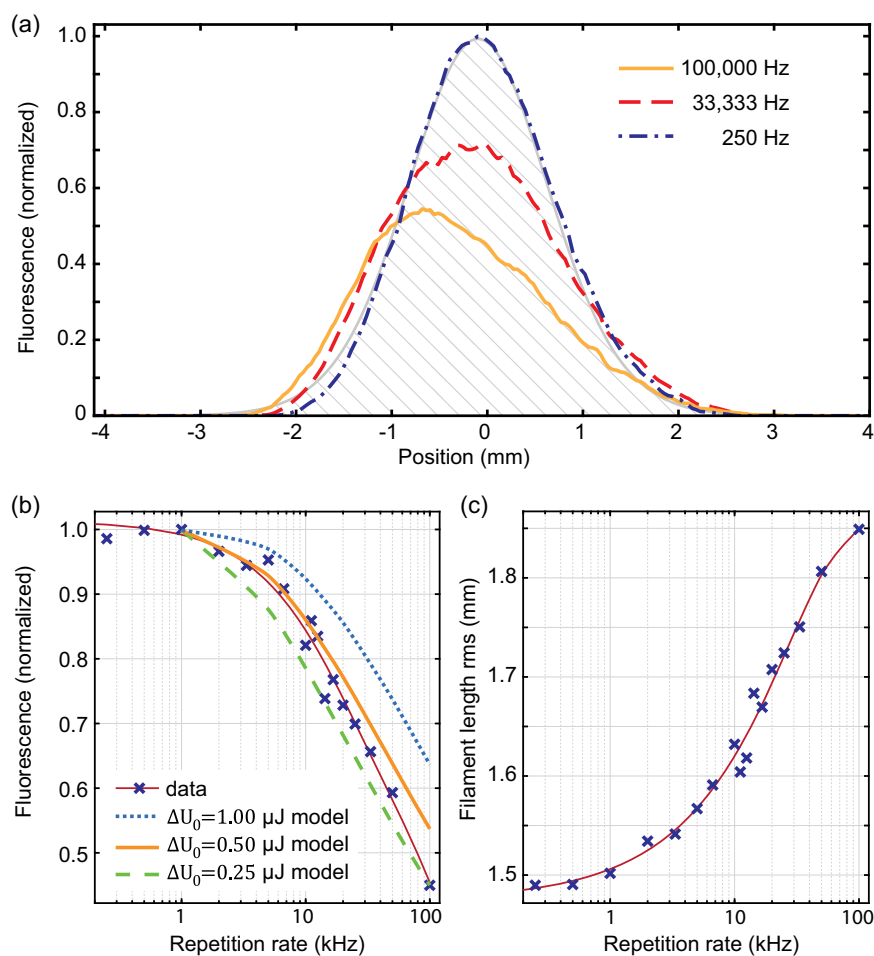 (a)
1.0
0.8
0.6
0.4
0.2
0
Fluorescence (normalized)
100,000 Hz
33,333 Hz
250 Hz
-4 -3 -2 -1 0 1 2 3 4
Position (mm)
(b)
1.0
0.9
0.8
0.7
0.6
0.5
Fluorescence (normalized)
data
ΔU₀=1.00 µJ model
ΔU₀=0.50 µJ model
ΔU₀=0.25 µJ model
1 10 100
Repetition rate (kHz)
(c)
1.8
1.7
1.6
1.5
Filament length rms (mm)
1 10 100
Repetition rate (kHz)